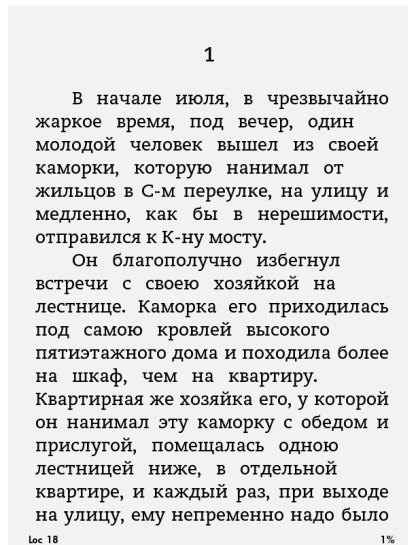 1
В начале июля, в чрезвычайно
жаркое время, под вечер, один
молодой человек вышел из своей
каморки, которую нанимал от
жильцов в С-м переулке, на улицу и
медленно, как бы в нерешимости,
отправился к К-ну мосту.
Он благополучно избегнул
встречи с своею хозяйкой на
лестнице. Каморка его приходилась
под самою кровлей высокого
пятиэтажного дома и походила более
на шкаф, чем на квартиру.
Квартирная же хозяйка его, у которой
он нанимал эту каморку с обедом и
прислугой, помещалась одною
лестницей ниже, в отдельной
квартире, и каждый раз, при выходе
на улицу, ему непременно надо было
Loc 18 1%